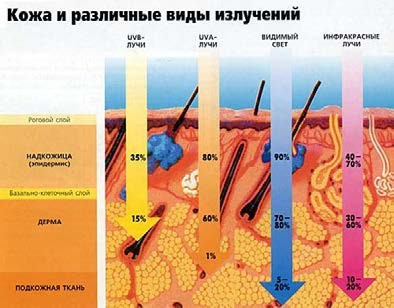 Кожа и различные виды излучений
UVB-
ЛУЧИ
UVA-
ЛУЧИ
ВИДИМЫЙ
СВЕТ
ИНФРАКРАСНЫЕ
ЛУЧИ
Роговой слой
НАДКОЖИЦА
(эпидермис)
35%
80%
90%
40–
70%
Базально-клеточный слой
ДЕРМА
15%
60%
70–
80%
30–
60%
1%
ПОДКОЖНАЯ ТКАНЬ
5–
20%
10–
20%